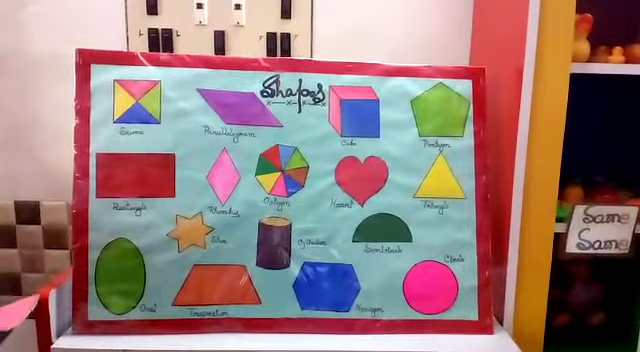 Shapes
Square
Parallelogram
Cube
Pentagon
Rectangle
Rhombus
Octagon
Heart
Triangle
Star
Cylinder
Semicircle
Circle
Oval
Trapezium
Hexagon
Same
Same